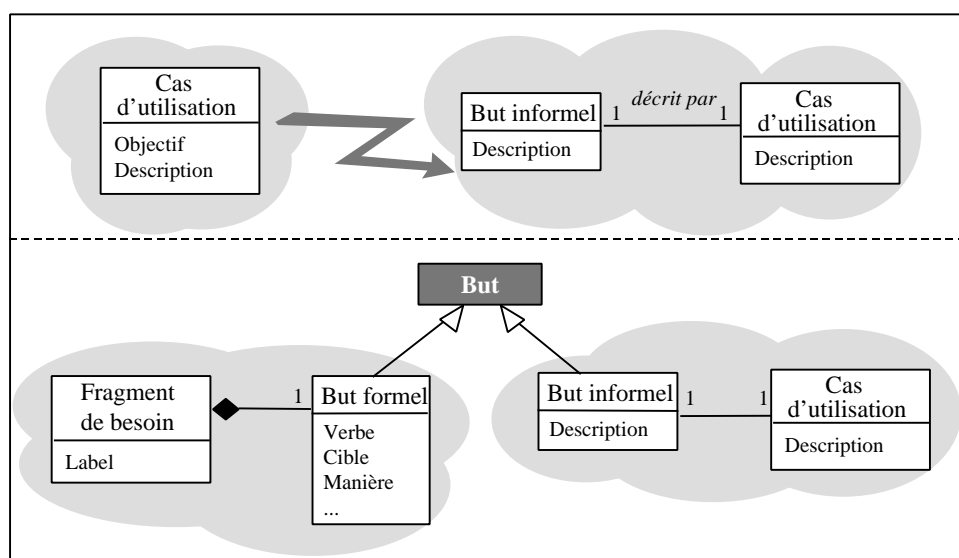 Cas
d'utilisation
Objectif
Description
But informel
Description
1
décrit par
1
Cas
d'utilisation
Description
But
Fragment
de besoin
Label
1
But formel
Verbe
Cible
Manière
...
But informel
Description
1
1
Cas
d'utilisation
Description